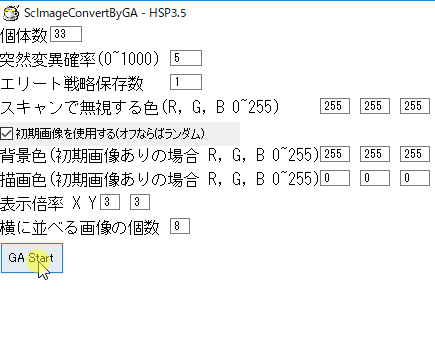 ScImageConvertByGA - HSP3.5
個体数 33
突然変異確率(0~1000) 5
エリート戦略保存数 1
スキャンで無視する色(R, G, B 0~255) 255 255 255
初期画像を使用する(オフならばランダム)
背景色(初期画像ありの場合 R, G, B 0~255) 255 255 255
描画色(初期画像ありの場合 R, G, B 0~255) 0 0 0
表示倍率 X Y 3 3
横に並べる画像の個数 8
GA Start